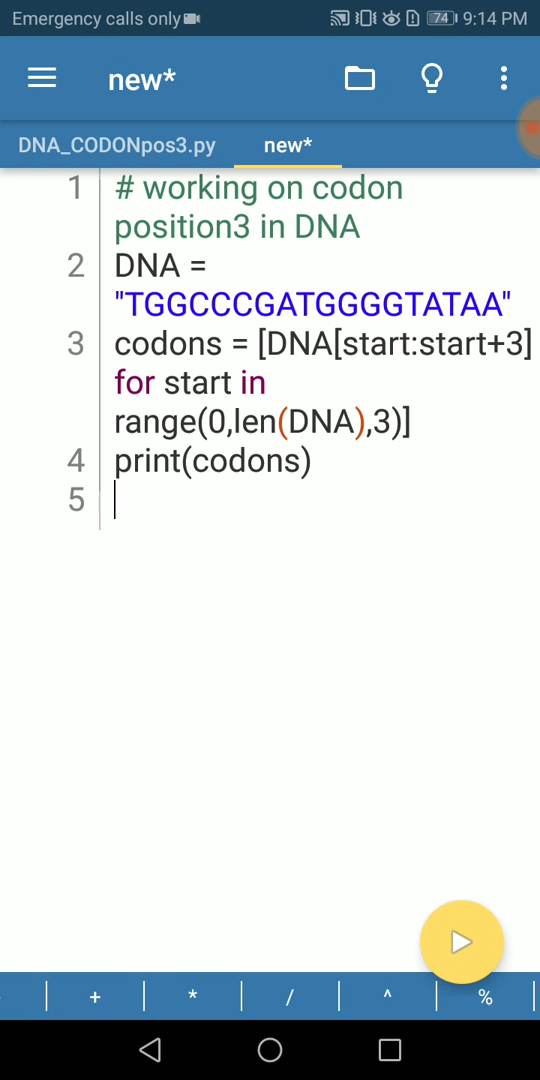 Emergency calls only
74 9:14 PM
new*
DNA_CODONpos3.py
new*
1 # working on codon
position3 in DNA
2 DNA =
"TGGCCCGATGGGGTATAA"
3 codons = [DNA[start:start+3]
for start in
range(0,len(DNA),3)]
4 print(codons)
5
+ * / ^ %